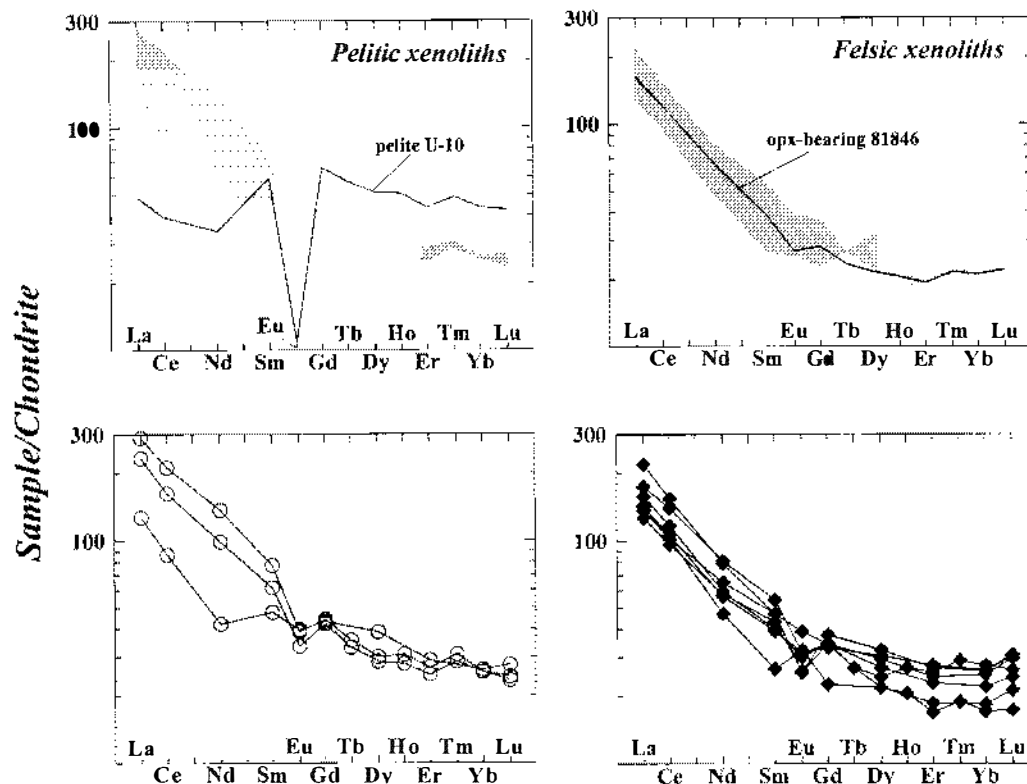 300
Pelitic xenoliths
100
pelite U-10
La Eu Tb Ho Tm Lu
Ce Nd Sm Gd Dy Er Yb
300
Felsic xenoliths
100
opx-bearing 81846
La Eu Tb Ho Tm Lu
Ce Nd Sm Gd Dy Er Yb
Sample/Chondrite
300
100
La Eu Tb Ho Tm Lu
Ce Nd Sm Gd Dy Er Yb
300
100
La Eu Tb Ho Tm Lu
Ce Nd Sm Gd Dy Er Yb